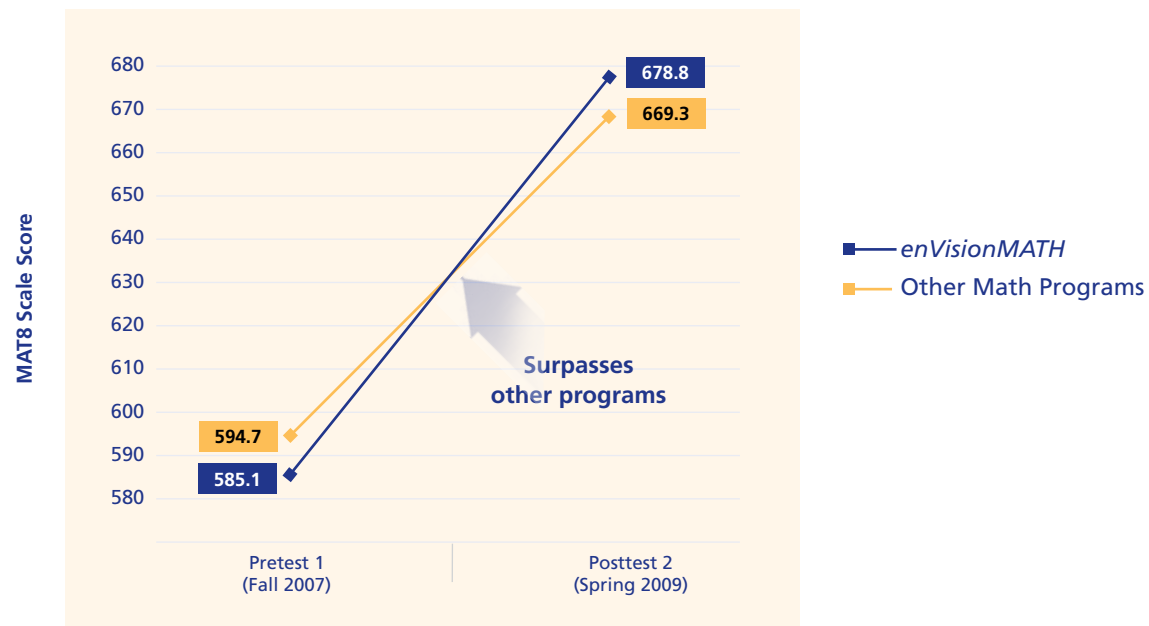 680
678.8
670
669.3
660
650
640
630
620
610
600
590
580
MAT8 Scale Score
594.7
585.1
Surpasses
other programs
Pretest 1
(Fall 2007)
Posttest 2
(Spring 2009)
enVisionMATH
Other Math Programs